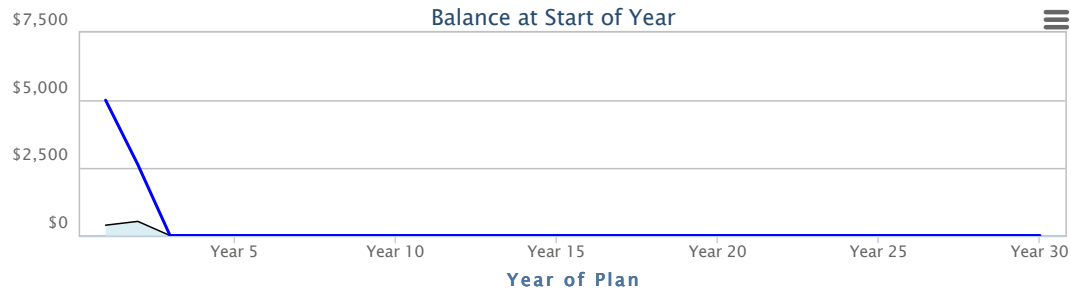 Balance at Start of Year
$7,500
$5,000
$2,500
$0
Year 5 Year 10 Year 15 Year 20 Year 25 Year 30
Year of Plan